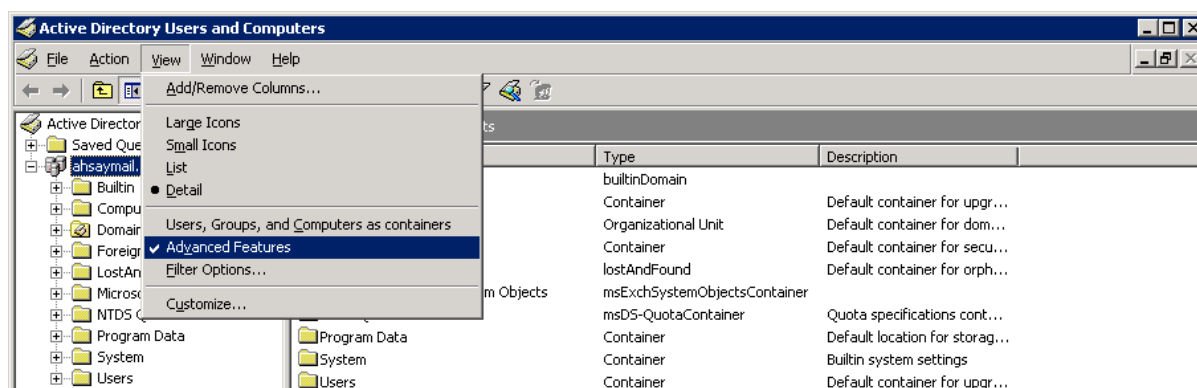 Active Directory Users and Computers
File Action View Window Help
Add/Remove Columns...
Large Icons
Small Icons
List
Detail
Users, Groups, and Computers as containers
Advanced Features
Filter Options...
Customize...
Active Director
Saved Que
ahsaymail.
Builtin
Compu
Domain
Foreign
LostAn
Microso
NTDS
Program Data
System
Users
ts
Type Description
builtinDomain
Container Default container for upgr...
Organizational Unit Default container for dom...
Container Default container for secu...
lostAndFound Default container for orph...
m Objects msExchSystemObjectsContainer
msDS-QuotaContainer Quota specifications cont...
Program Data Container Default location for storag...
System Container Builtin system settings
Users Container Default container for upgr...